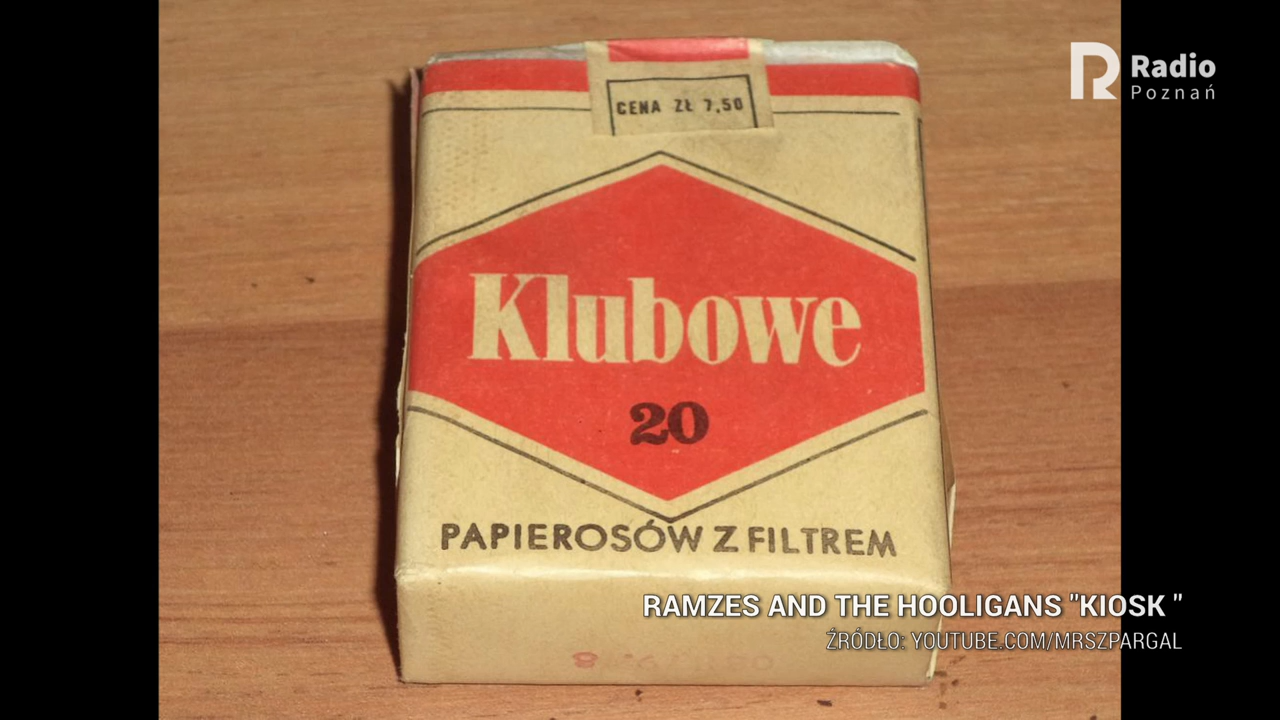 Radio
Poznań
CENA ZŁ 7,50
Klubowe
20
PAPIEROSÓW Z FILTREM
RAMZES AND THE HOOLIGANS "KIOSK "
ŹRÓDŁO: YOUTUBE.COM/MRSZPARGAL